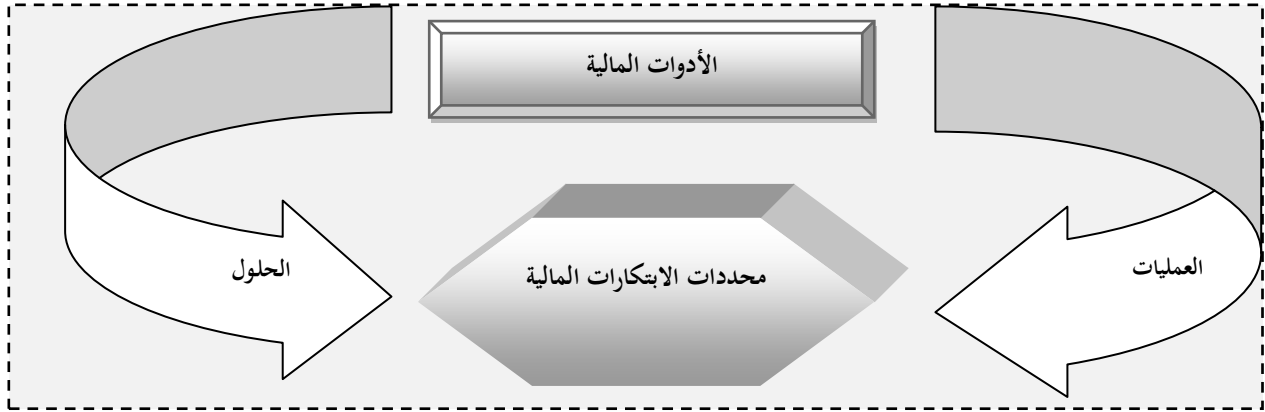 الأدوات المالية
العمليات
محددات الابتكارات المالية
الحلول